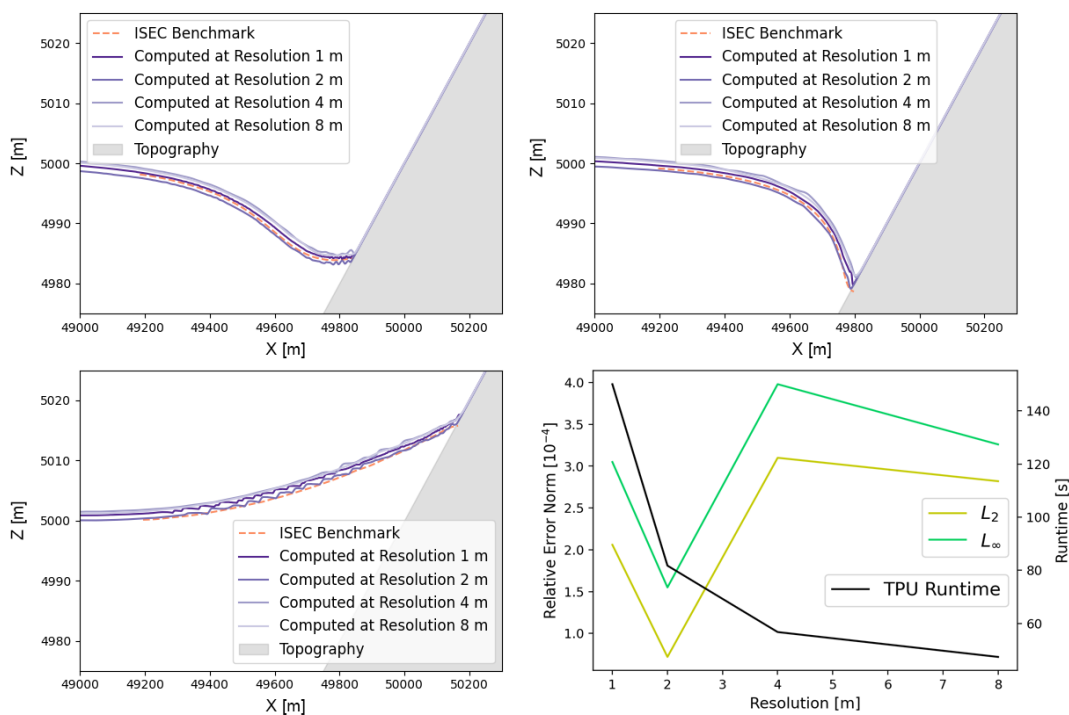 5020
5010
5000
4990
4980
Z [m]
ISEC Benchmark
Computed at Resolution 1 m
Computed at Resolution 2 m
Computed at Resolution 4 m
Computed at Resolution 8 m
Topography
49000 49200 49400 49600 49800 50000 50200
X [m]
5020
5010
5000
4990
4980
Z [m]
ISEC Benchmark
Computed at Resolution 1 m
Computed at Resolution 2 m
Computed at Resolution 4 m
Computed at Resolution 8 m
Topography
49000 49200 49400 49600 49800 50000 50200
X [m]
5020
5010
5000
4990
4980
Z [m]
ISEC Benchmark
Computed at Resolution 1 m
Computed at Resolution 2 m
Computed at Resolution 4 m
Computed at Resolution 8 m
Topography
49000 49200 49400 49600 49800 50000 50200
X [m]
4.0
3.5
3.0
2.5
2.0
1.5
1.0
Relative Error Norm [10⁻⁴]
L₂
L∞
TPU Runtime
140
120
100
80
60
Runtime [s]
1 2 3 4 5 6 7 8
Resolution [m]